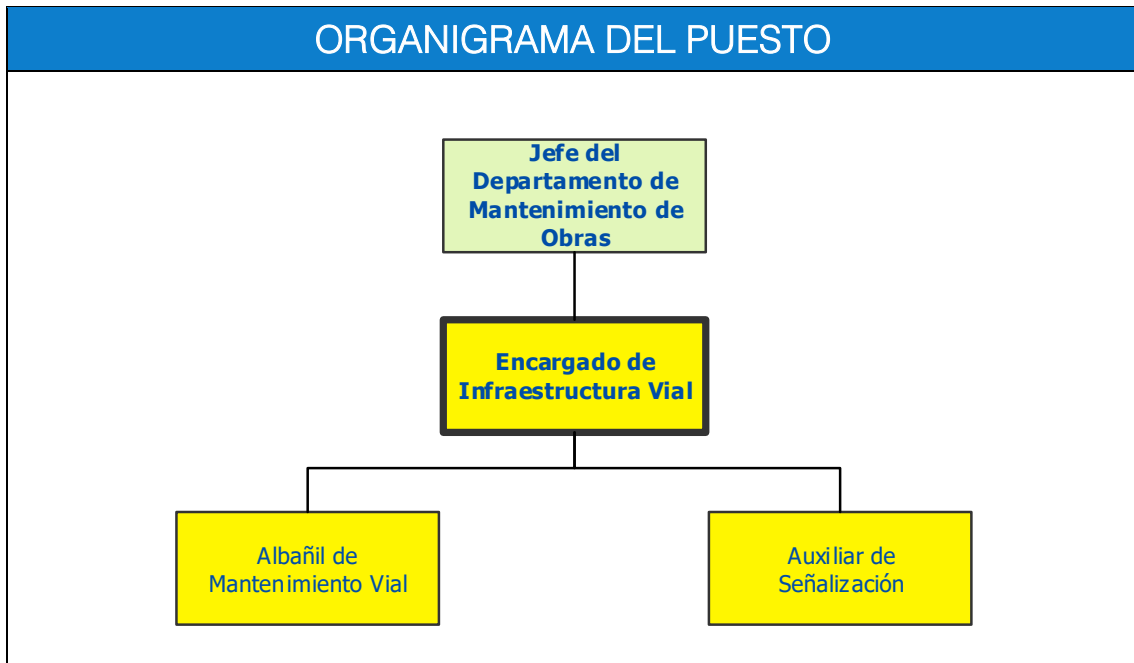 ORGANIGRAMA DEL PUESTO
Jefe del
Departamento de
Mantenimiento de
Obras
Encargado de
Infraestructura Vial
Albañil de
Mantenimiento Vial
Auxiliar de
Señalización